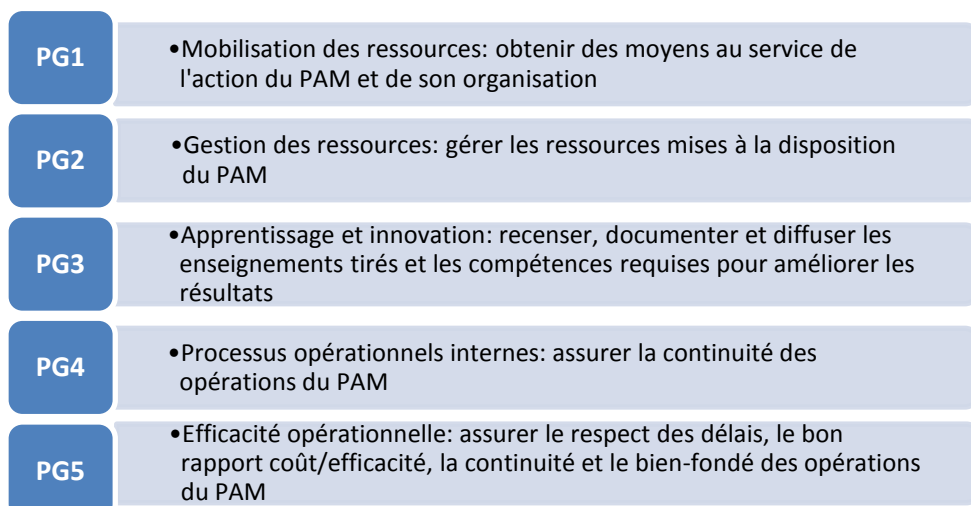 PG1
•Mobilisation des ressources: obtenir des moyens au service de
l'action du PAM et de son organisation
PG2
•Gestion des ressources: gérer les ressources mises à la disposition
du PAM
PG3
•Apprentissage et innovation: recenser, documenter et diffuser les
enseignements tirés et les compétences requises pour améliorer les
résultats
PG4
•Processus opérationnels internes: assurer la continuité des
opérations du PAM
PG5
•Efficacité opérationnelle: assurer le respect des délais, le bon
rapport coût/efficacité, la continuité et le bien-fondé des opérations
du PAM